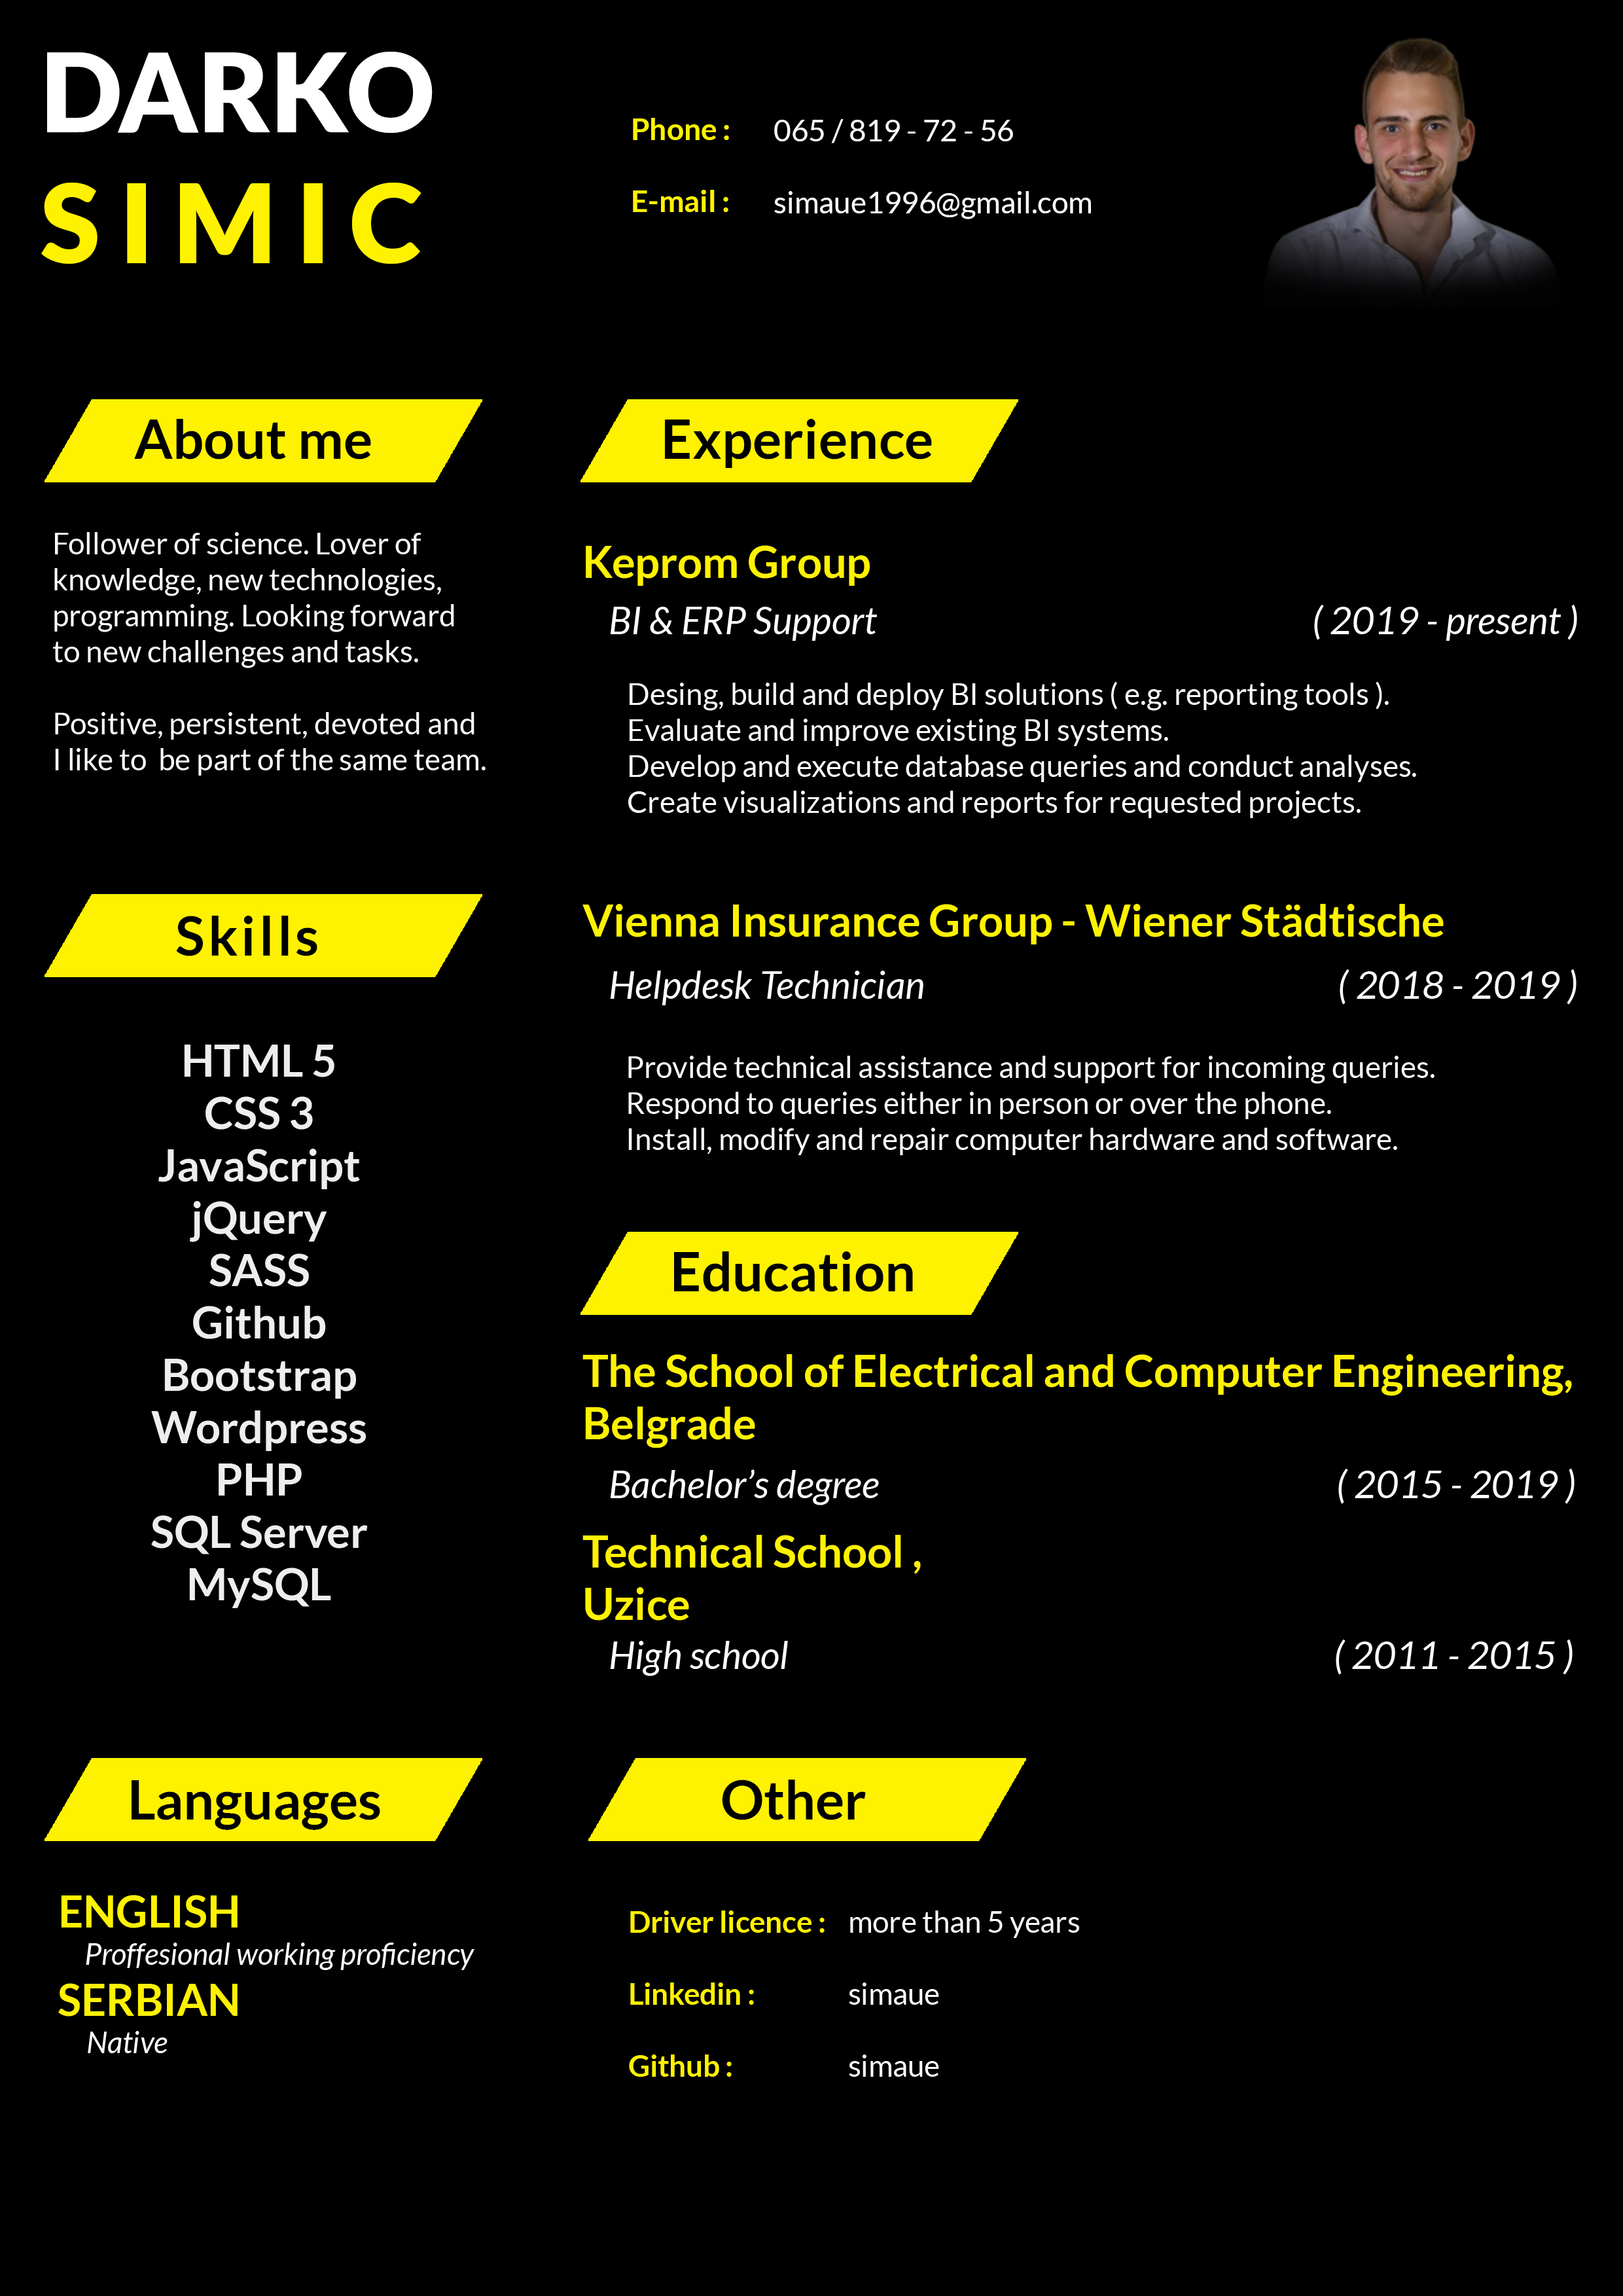 DARKO
SIMIC
Phone : 065 / 819 - 72 - 56
E-mail : simaue1996@gmail.com
About me
Follower of science. Lover of
knowledge, new technologies,
programming. Looking forward
to new challenges and tasks.
Positive, persistent, devoted and
I like to  be part of the same team.
Skills
HTML 5
CSS 3
JavaScript
jQuery
SASS
Github
Bootstrap
Wordpress
PHP
SQL Server
MySQL
Languages
ENGLISH
Proffesional working proficiency
SERBIAN
Native
Experience
Keprom Group
BI & ERP Support ( 2019 - present )
Desing, build and deploy BI solutions ( e.g. reporting tools ).
Evaluate and improve existing BI systems.
Develop and execute database queries and conduct analyses.
Create visualizations and reports for requested projects.
Vienna Insurance Group - Wiener Städtische
Helpdesk Technician ( 2018 - 2019 )
Provide technical assistance and support for incoming queries.
Respond to queries either in person or over the phone.
Install, modify and repair computer hardware and software.
Education
The School of Electrical and Computer Engineering,
Belgrade
Bachelor’s degree ( 2015 - 2019 )
Technical School ,
Uzice
High school ( 2011 - 2015 )
Other
Driver licence : more than 5 years
Linkedin : simaue
Github : simaue